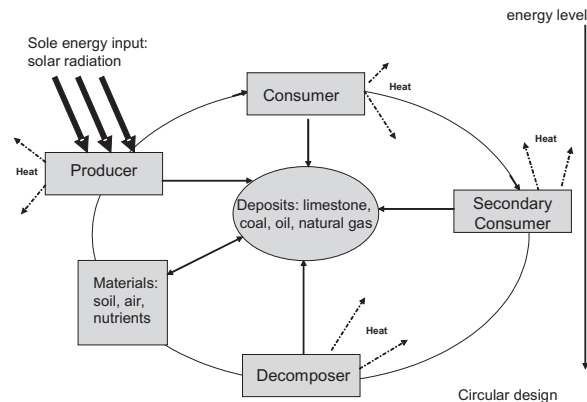 energy level
Sole energy input:
solar radiation
Consumer
Heat
Heat
Heat
Producer
Deposits: limestone,
coal, oil, natural gas
Secondary
Consumer
Materials:
soil, air,
nutrients
Heat
Decomposer
Circular design